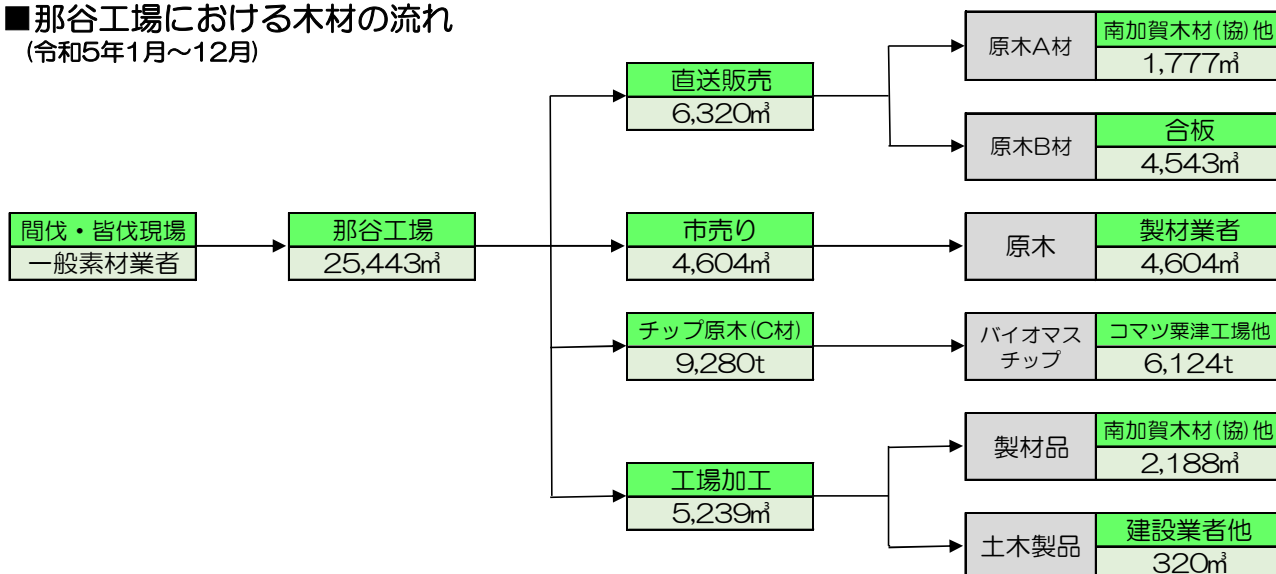 ■那谷工場における木材の流れ
(令和5年1月～12月)
間伐・皆伐現場
一般素材業者
那谷工場
25,443㎥
直送販売
6,320㎥
原木A材
南加賀木材(協)他
1,777㎥
原木B材
合板
4,543㎥
市売り
4,604㎥
原木
製材業者
4,604㎥
チップ原木(C材)
9,280t
バイオマス
チップ
コマツ粟津工場他
6,124t
工場加工
5,239㎥
製材品
南加賀木材(協)他
2,188㎥
土木製品
建設業者他
320㎥